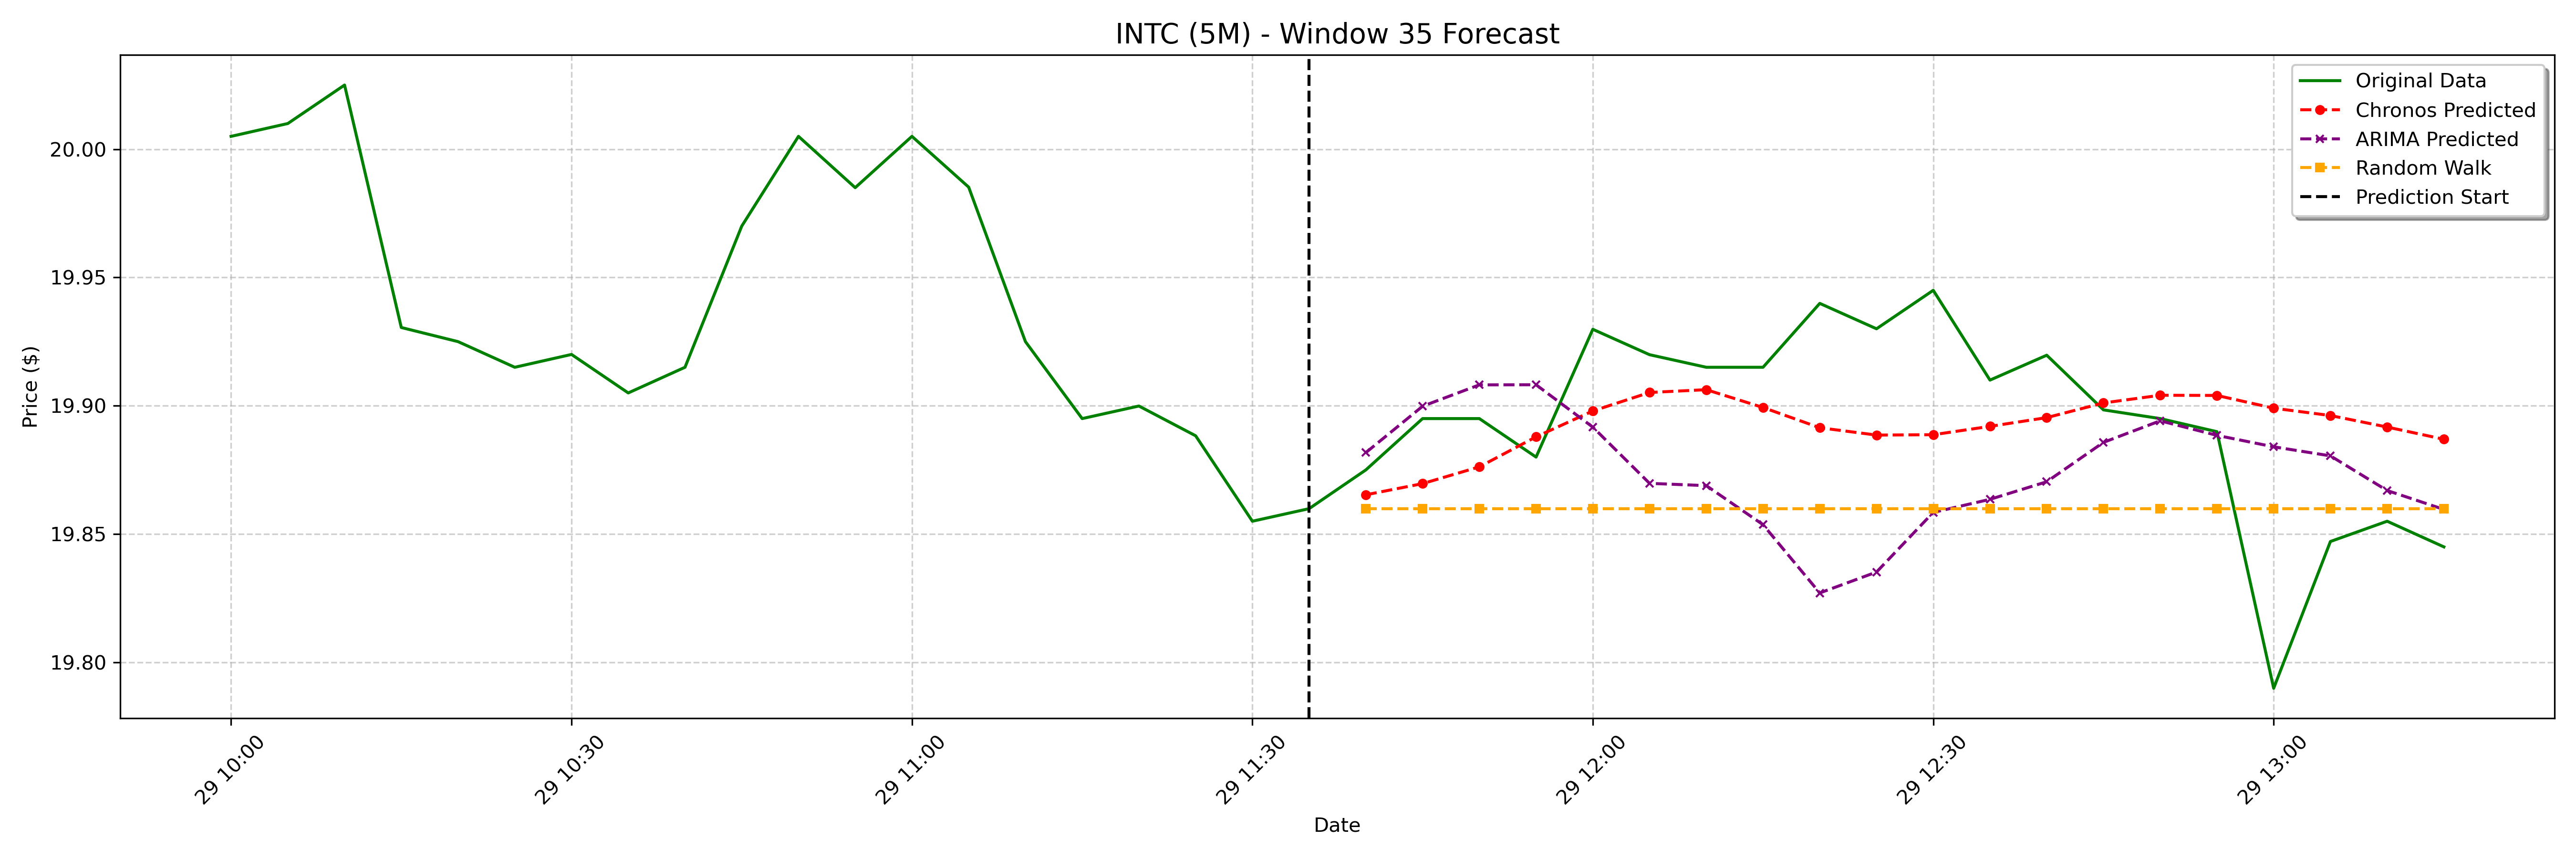 INTC (5M) - Window 35 Forecast
Original Data
Chronos Predicted
ARIMA Predicted
Random Walk
Prediction Start
Price ($)
20.00
19.95
19.90
19.85
19.80
29 10:00
29 10:30
29 11:00
29 11:30
29 12:00
29 12:30
29 13:00
Date